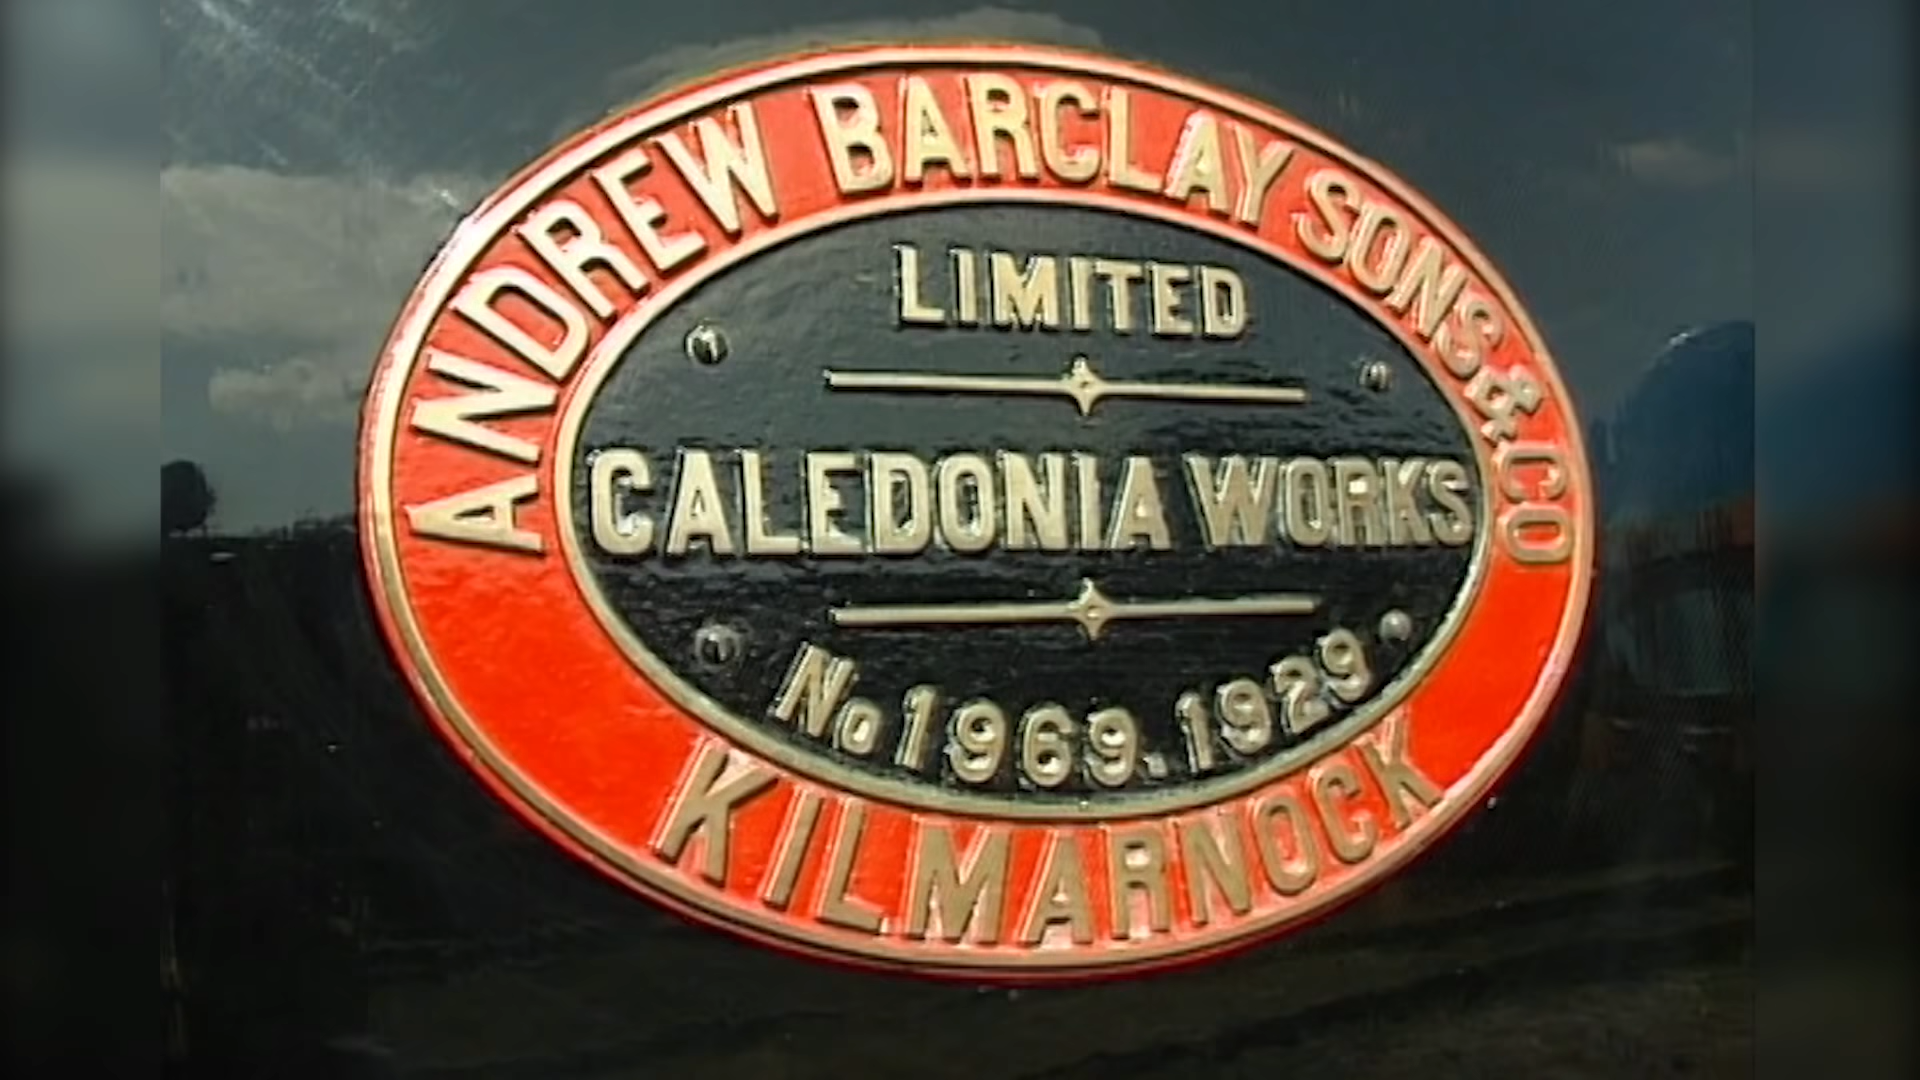 ANDREW BARCLAY SONS & CO
LIMITED
CALEDONIA WORKS
No 1969. 1929
KILMARNOCK